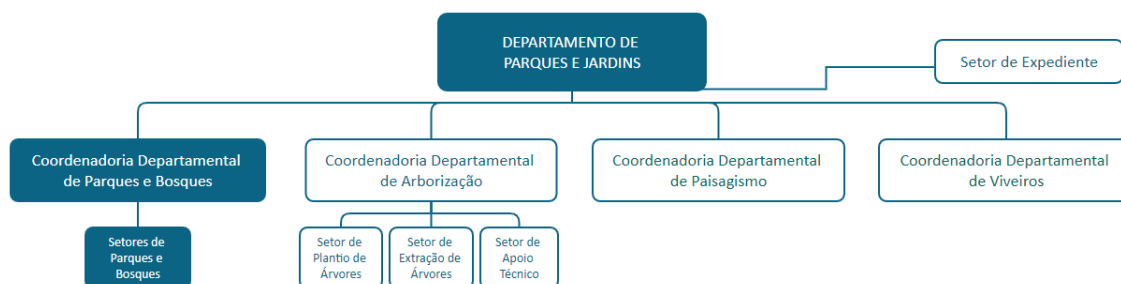 DEPARTAMENTO DE
PARQUES E JARDINS
Setor de Expediente
Coordenadoria Departamental
de Parques e Bosques
Coordenadoria Departamental
de Arborização
Coordenadoria Departamental
de Paisagismo
Coordenadoria Departamental
de Viveiros
Setores de
Parques e
Bosques
Setor de
Plantio de
Árvores
Setor de
Extração de
Árvores
Setor de
Apoio
Técnico